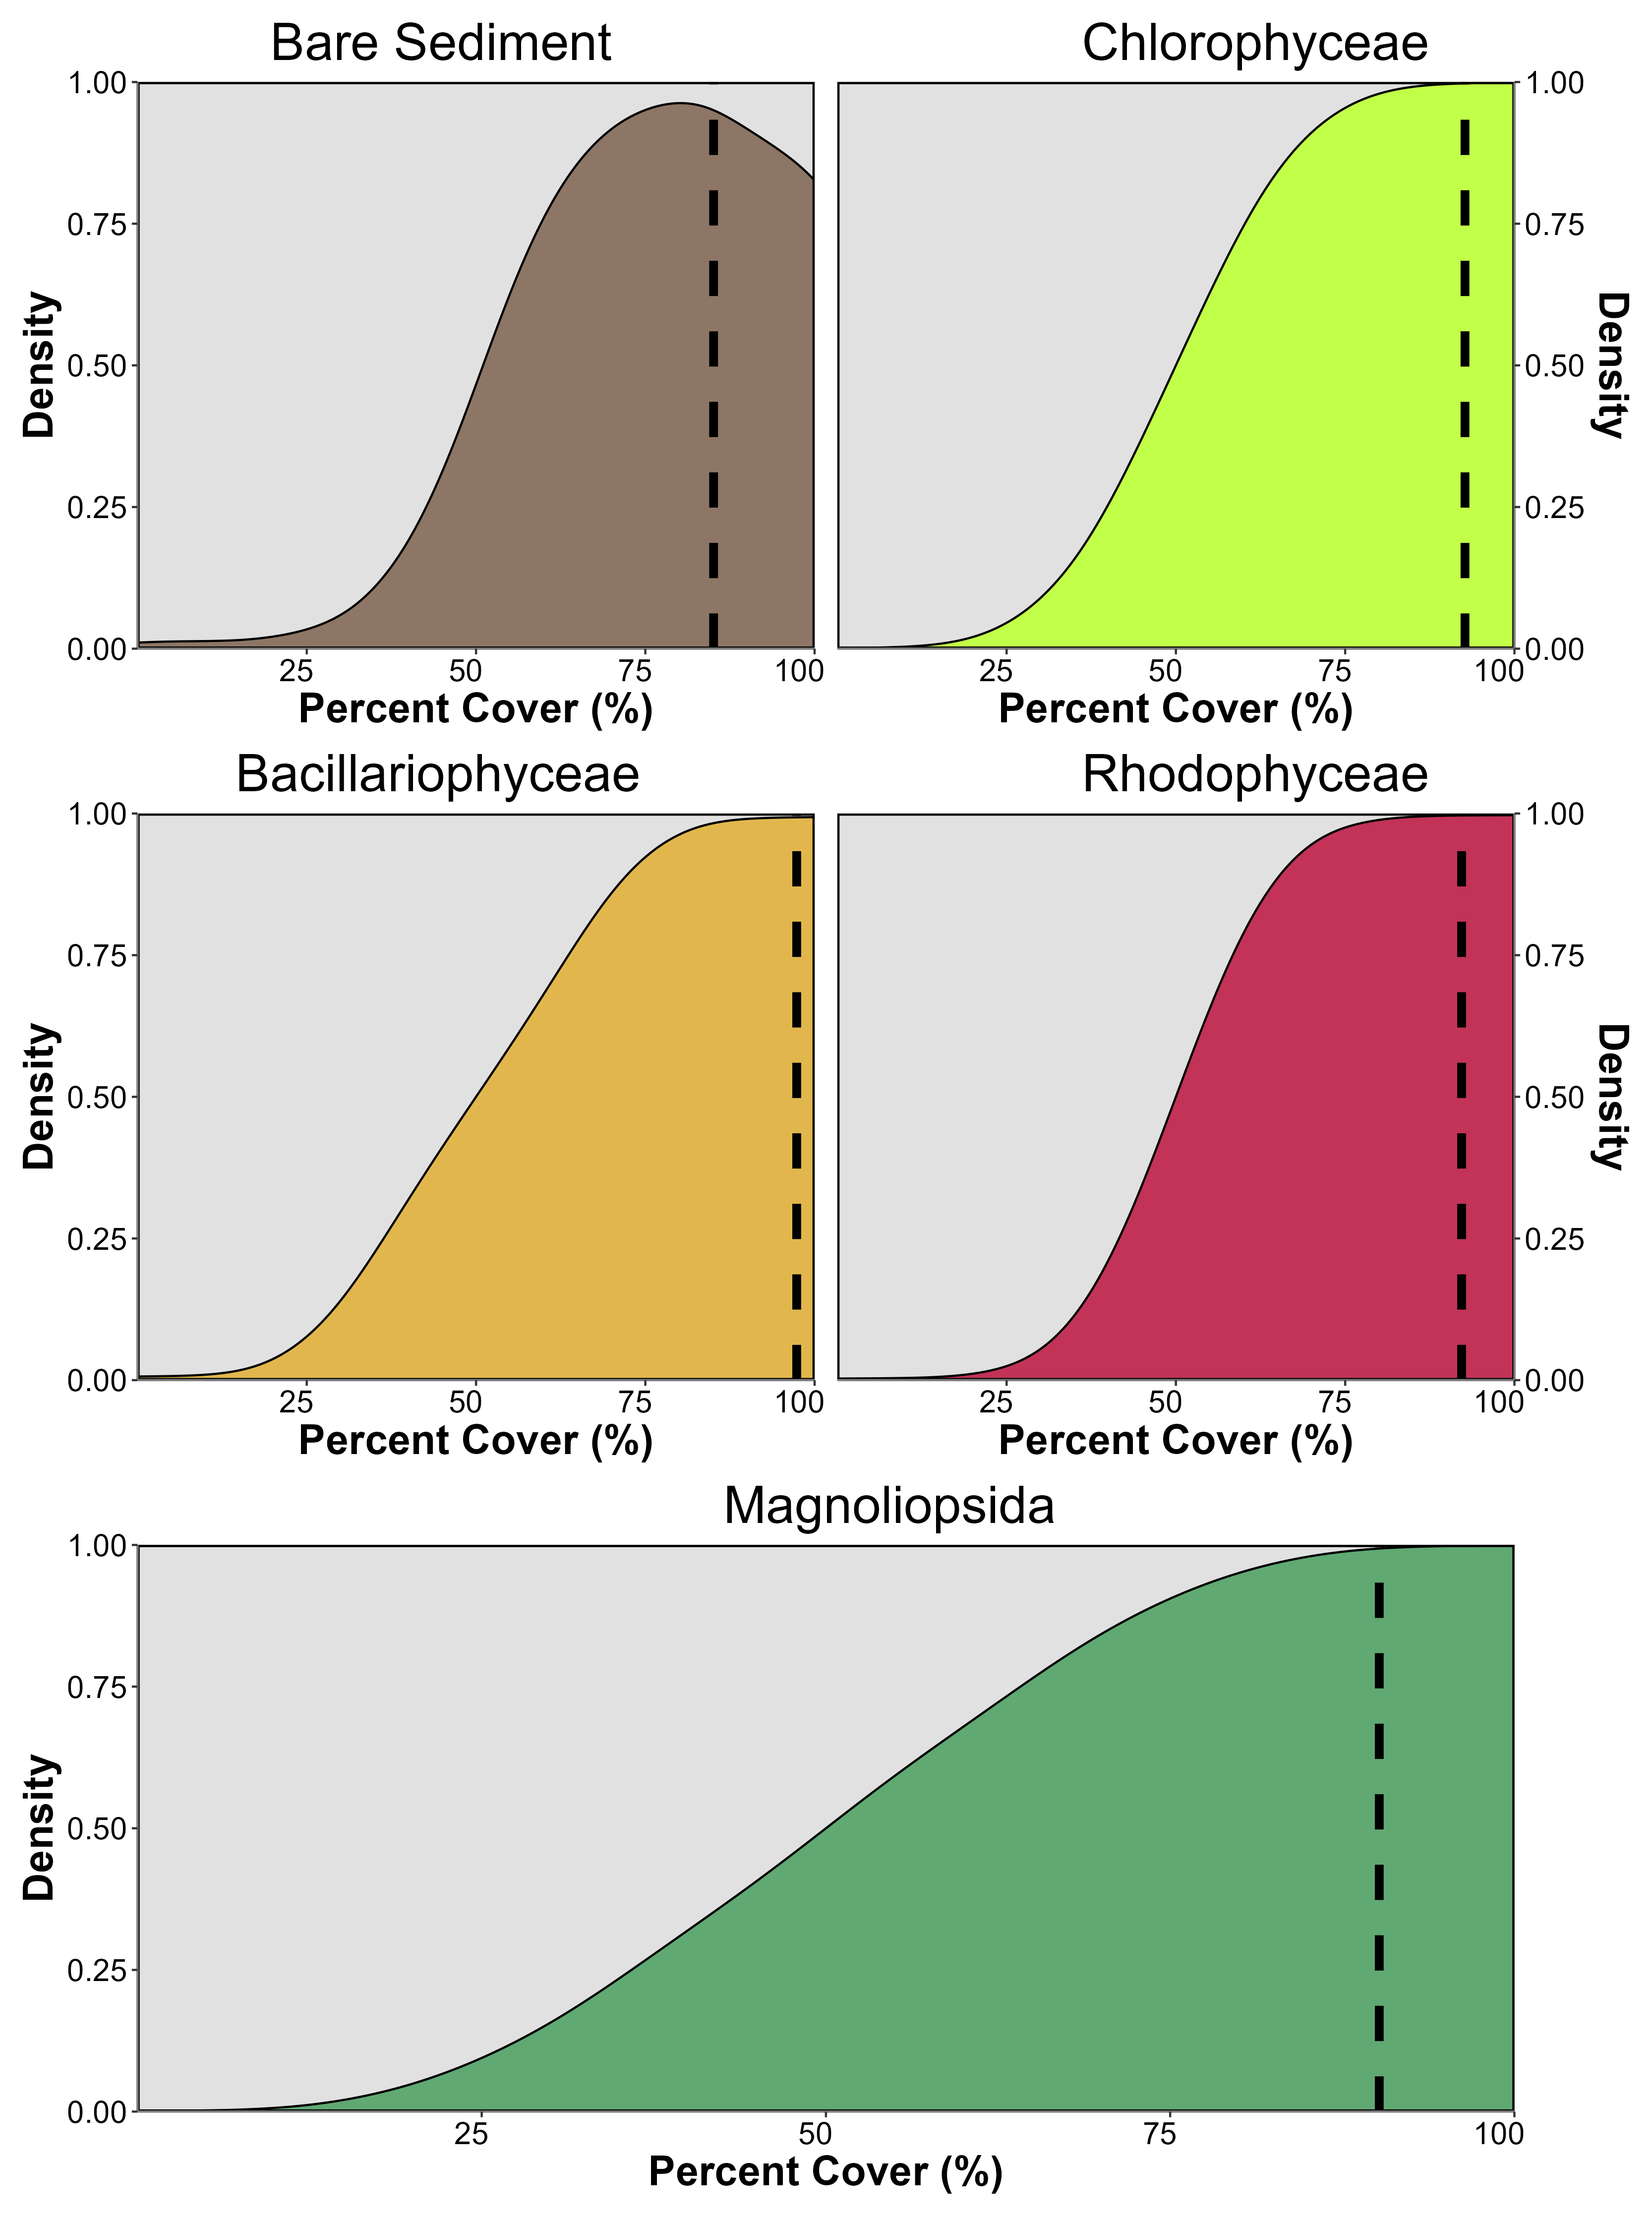 Bare Sediment
Chlorophyceae
1.00
0.75
0.50
0.25
0.00
Density
25 50 75 100
Percent Cover (%)
1.00
0.75
0.50
0.25
0.00
Density
25 50 75 100
Percent Cover (%)
Bacillariophyceae
Rhodophyceae
1.00
0.75
0.50
0.25
0.00
Density
25 50 75 100
Percent Cover (%)
1.00
0.75
0.50
0.25
0.00
Density
25 50 75 100
Percent Cover (%)
Magnoliopsida
1.00
0.75
0.50
0.25
0.00
Density
25 50 75 100
Percent Cover (%)